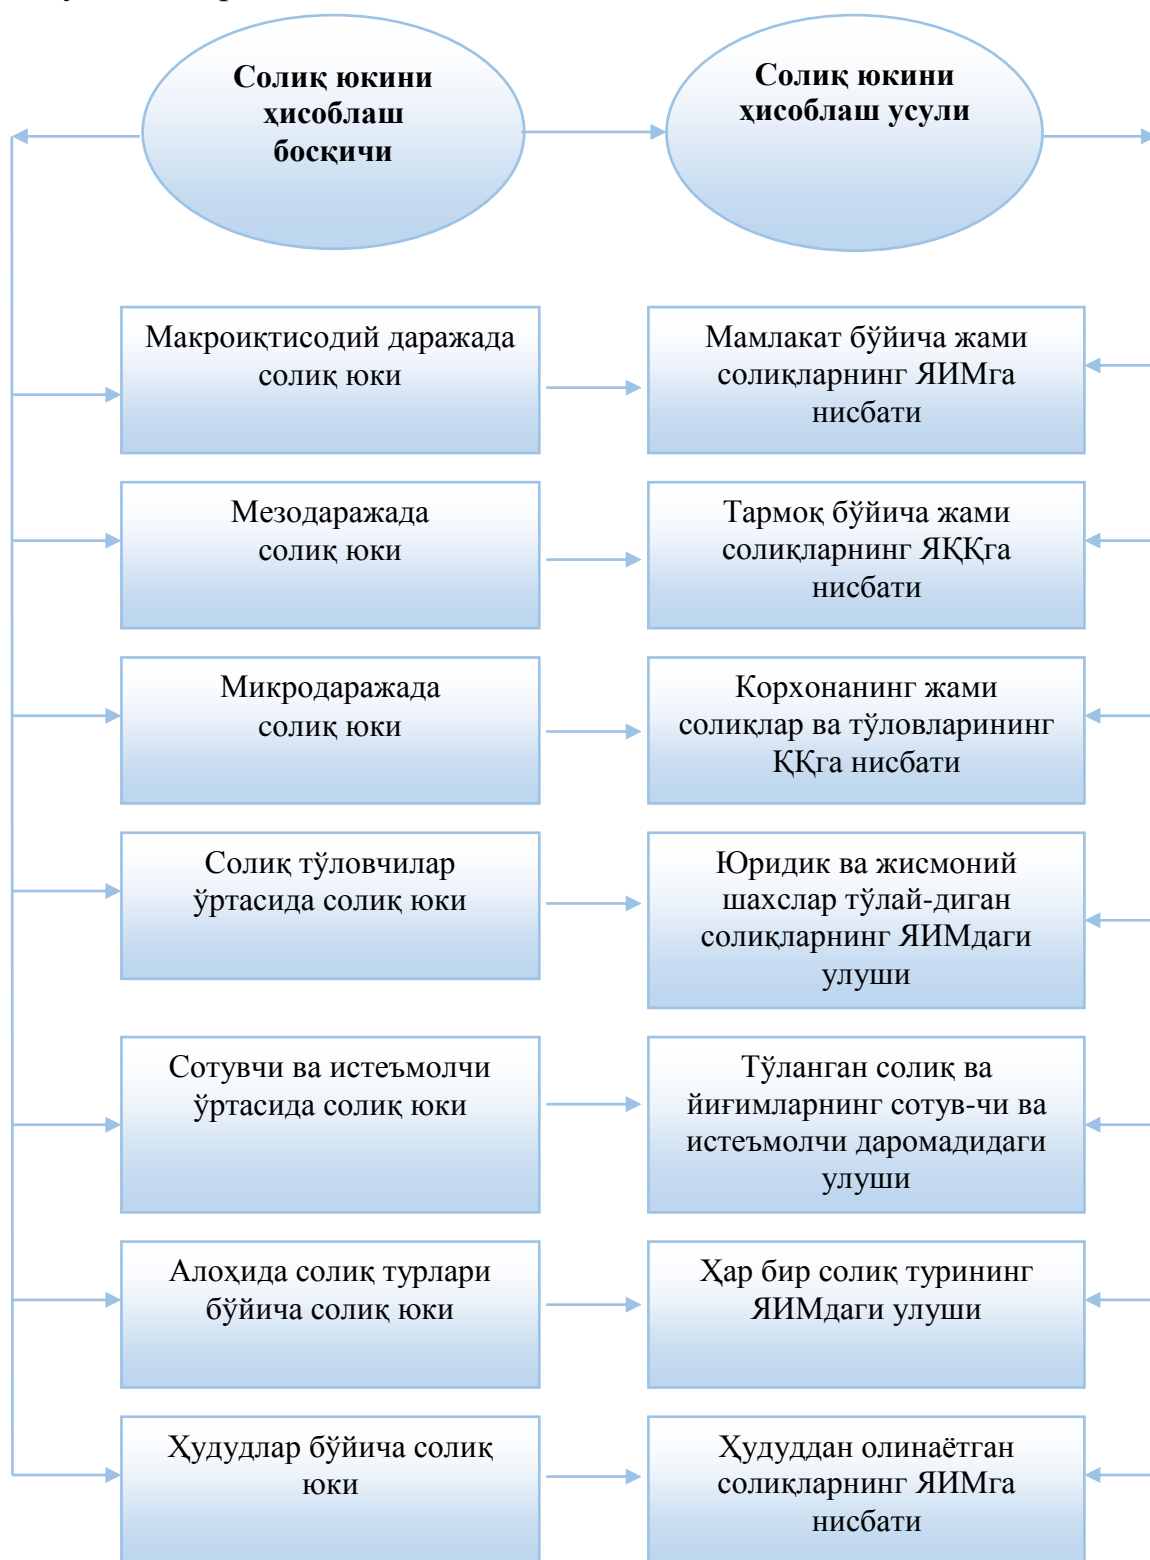 Солиқ юкини
ҳисоблаш
босқичи
Солиқ юкини
ҳисоблаш усули
Макроиқтисодий даражада
солиқ юки
Мамлакат бўйича жами
солиқларнинг ЯИМга
нисбати
Мезодаражада
солиқ юки
Тармоқ бўйича жами
солиқларнинг ЯҚҚга
нисбати
Микродаражада
солиқ юки
Корхонанинг жами
солиқлар ва тўловларининг
ҚҚга нисбати
Солиқ тўловчилар
ўртасида солиқ юки
Юридик ва жисмоний
шахслар тўлай-диган
солиқларнинг ЯИМдаги
улуши
Сотувчи ва истеъмолчи
ўртасида солиқ юки
Тўланган солиқ ва
йиғимларнинг сотув-чи ва
истеъмолчи даромадидаги
улуши
Алоҳида солиқ турлари
бўйича солиқ юки
Ҳар бир солиқ турининг
ЯИМдаги улуши
Ҳудудлар бўйича солиқ
юки
Ҳудуддан олинаётган
солиқларнинг ЯИМга
нисбати